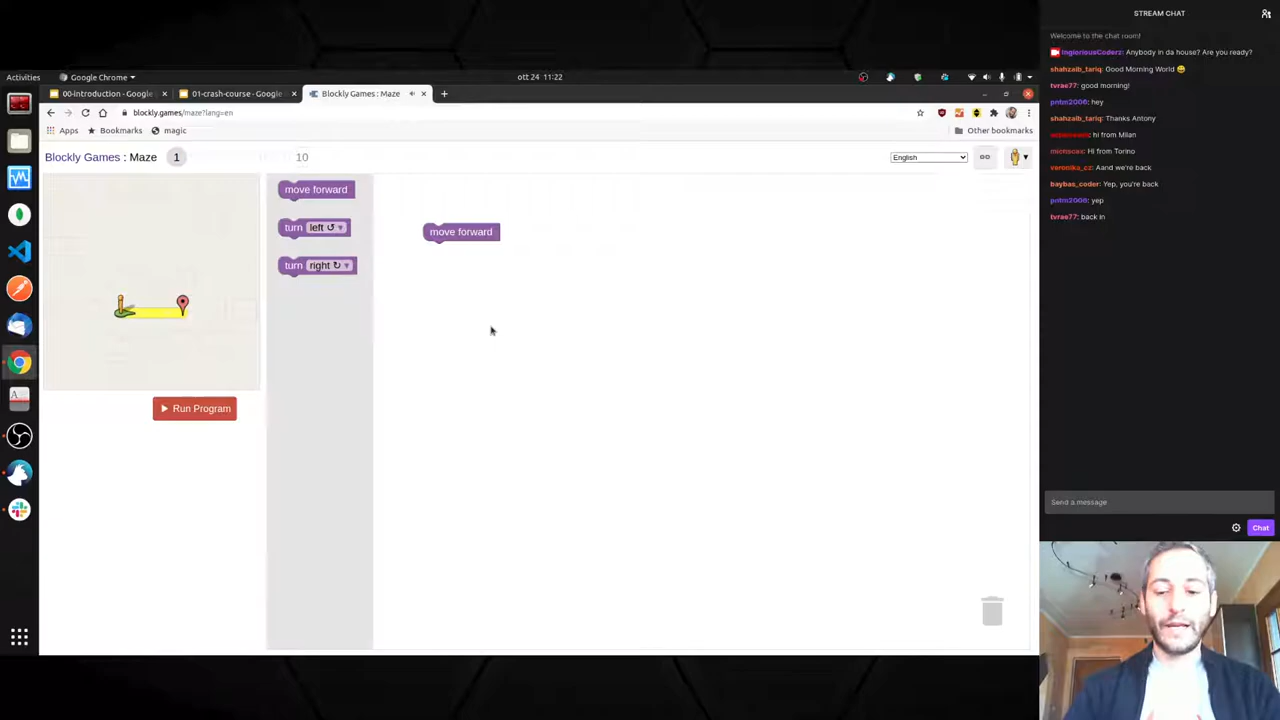 STREAM CHAT
Welcome to the chat room!
IngloriousCoderz: Anybody in da house? Are you ready?
shahzaib_tariq: Good Morning World 😅
tvrae77: good morning!
pntm2006: hey
shahzaib_tariq: Thanks Antony
: hi from Milan
: Hi from Torino
veronika_cz: Aand we're back
baybas_coder: Yep, you're back
pntm2006: yep
tvrae77: back in
Send a message
Chat
Activities
Google Chrome
ott 24 11:22
00-introduction - Google
01-crash-course - Google
Blockly Games : Maze
blockly.games/maze?lang=en
Apps
Bookmarks
magic
Other bookmarks
Blockly Games : Maze 1 10
English
move forward
turn left ↺
turn right ↻
move forward
Run Program